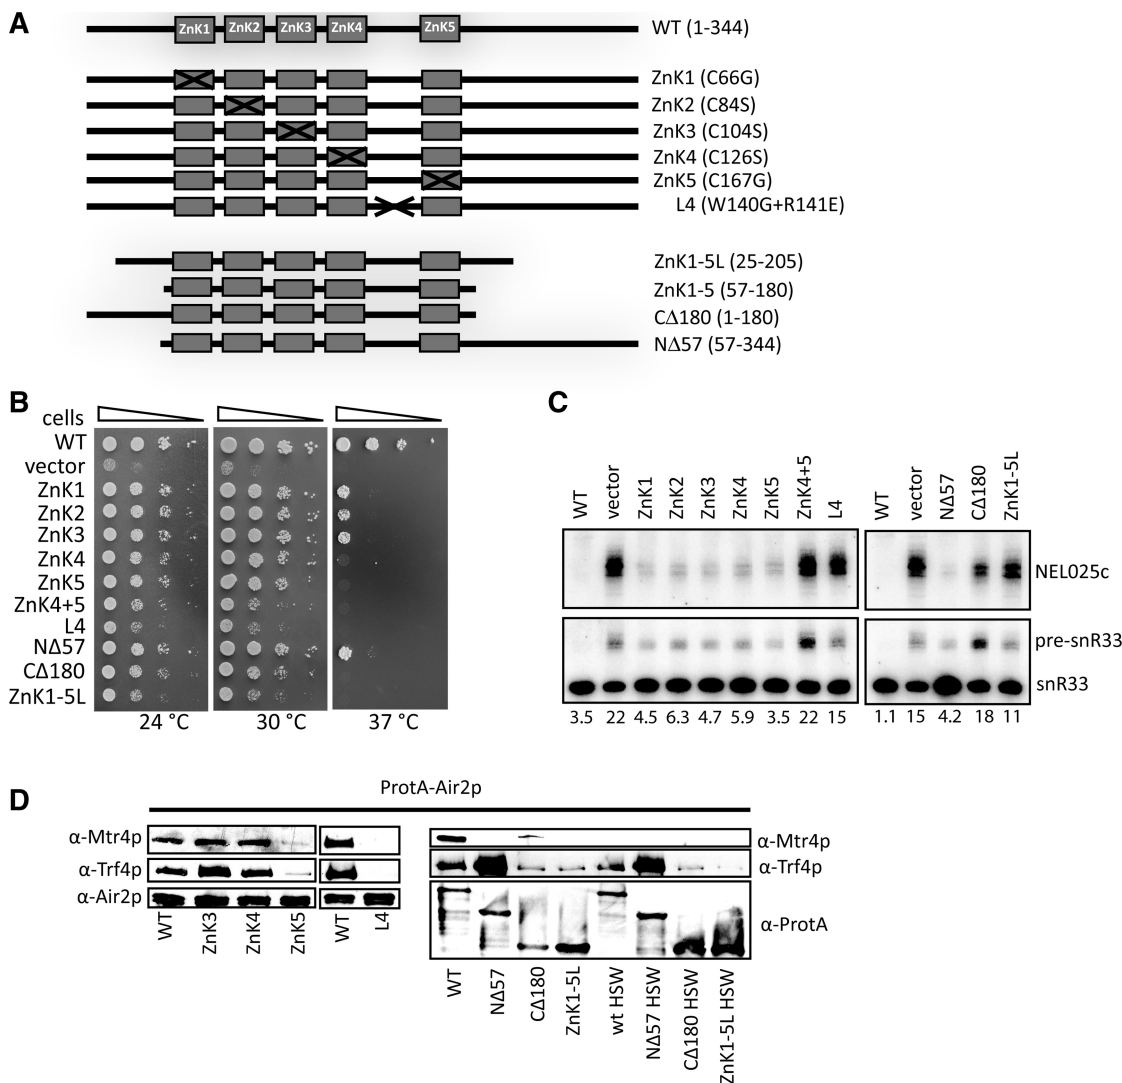 A
ZnK1 ZnK2 ZnK3 ZnK4 ZnK5 WT (1-344)
ZnK1 (C66G)
ZnK2 (C84S)
ZnK3 (C104S)
ZnK4 (C126S)
ZnK5 (C167G)
L4 (W140G+R141E)
ZnK1-5L (25-205)
ZnK1-5 (57-180)
CΔ180 (1-180)
NΔ57 (57-344)
B
cells
WT
vector
ZnK1
ZnK2
ZnK3
ZnK4
ZnK5
ZnK4+5
L4
NΔ57
CΔ180
ZnK1-5L
24 °C 30 °C 37 °C
C
WT vector ZnK1 ZnK2 ZnK3 ZnK4 ZnK5 ZnK4+5 L4 WT vector NΔ57 CΔ180 ZnK1-5L
NEL025c
pre-snR33
snR33
3.5 22 4.5 6.3 4.7 5.9 3.5 22 15 1.1 15 4.2 18 11
D
ProtA-Air2p
α-Mtr4p α-Mtr4p
α-Trf4p α-Trf4p
α-Air2p α-ProtA
WT ZnK3 ZnK4 ZnK5 WT L4
WT NΔ57 CΔ180 ZnK1-5L wt HSW NΔ57 HSW CΔ180 HSW ZnK1-5L HSW